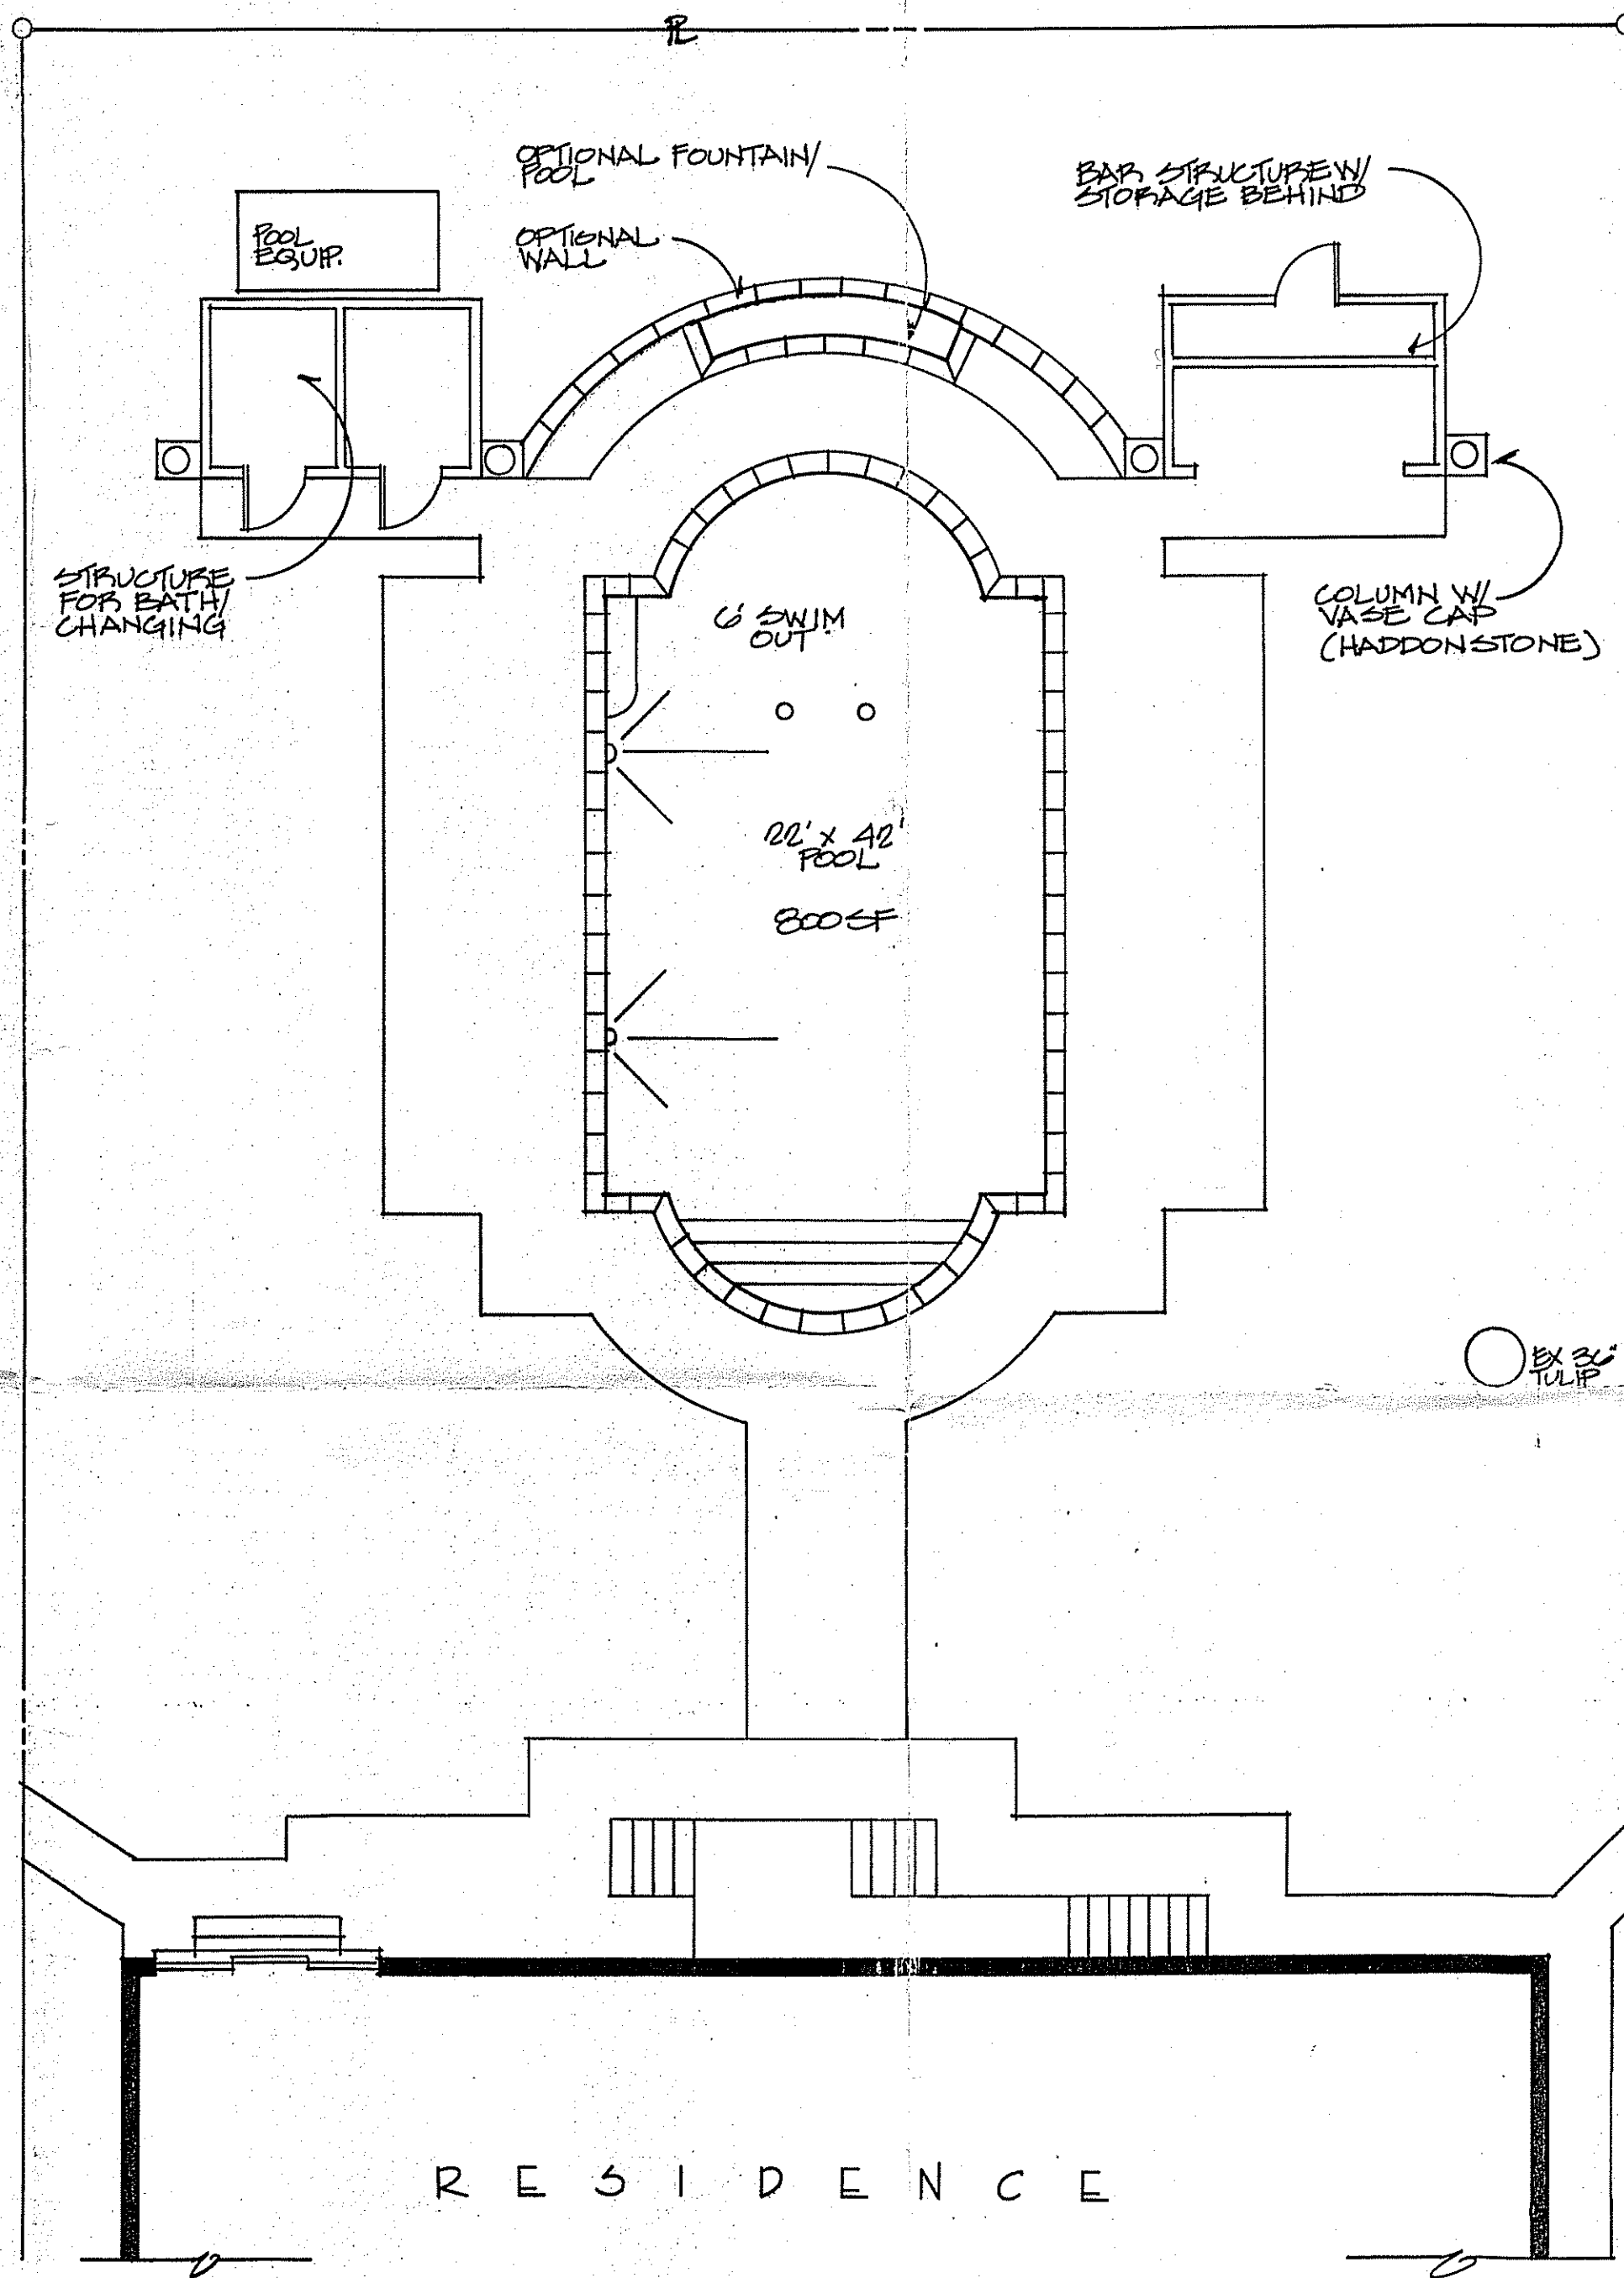 PL
OPTIONAL FOUNTAIN/
POOL
BAR STRUCTURE W/
STORAGE BEHIND
POOL
EQUIP.
OPTIONAL
WALL
STRUCTURE
FOR BATH/
CHANGING
6' SWIM
OUT
COLUMN W/
VASE CAP
(HADDONSTONE)
22' x 42'
POOL
800 SF
EX 36"
TULIP
RESIDENCE